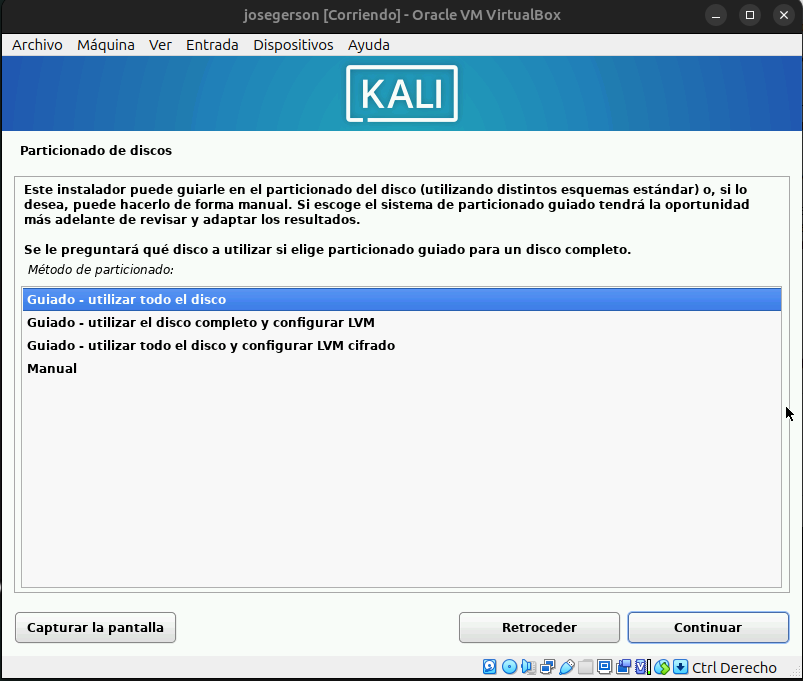 josegerson [Corriendo] - Oracle VM VirtualBox
Archivo Máquina Ver Entrada Dispositivos Ayuda
KALI
Particionado de discos
Este instalador puede guiarle en el particionado del disco (utilizando distintos esquemas estándar) o, si lo
desea, puede hacerlo de forma manual. Si escoge el sistema de particionado guiado tendrá la oportunidad
más adelante de revisar y adaptar los resultados.
Se le preguntará qué disco a utilizar si elige particionado guiado para un disco completo.
Método de particionado:
Guiado - utilizar todo el disco
Guiado - utilizar el disco completo y configurar LVM
Guiado - utilizar todo el disco y configurar LVM cifrado
Manual
Capturar la pantalla Retroceder Continuar
Ctrl Derecho